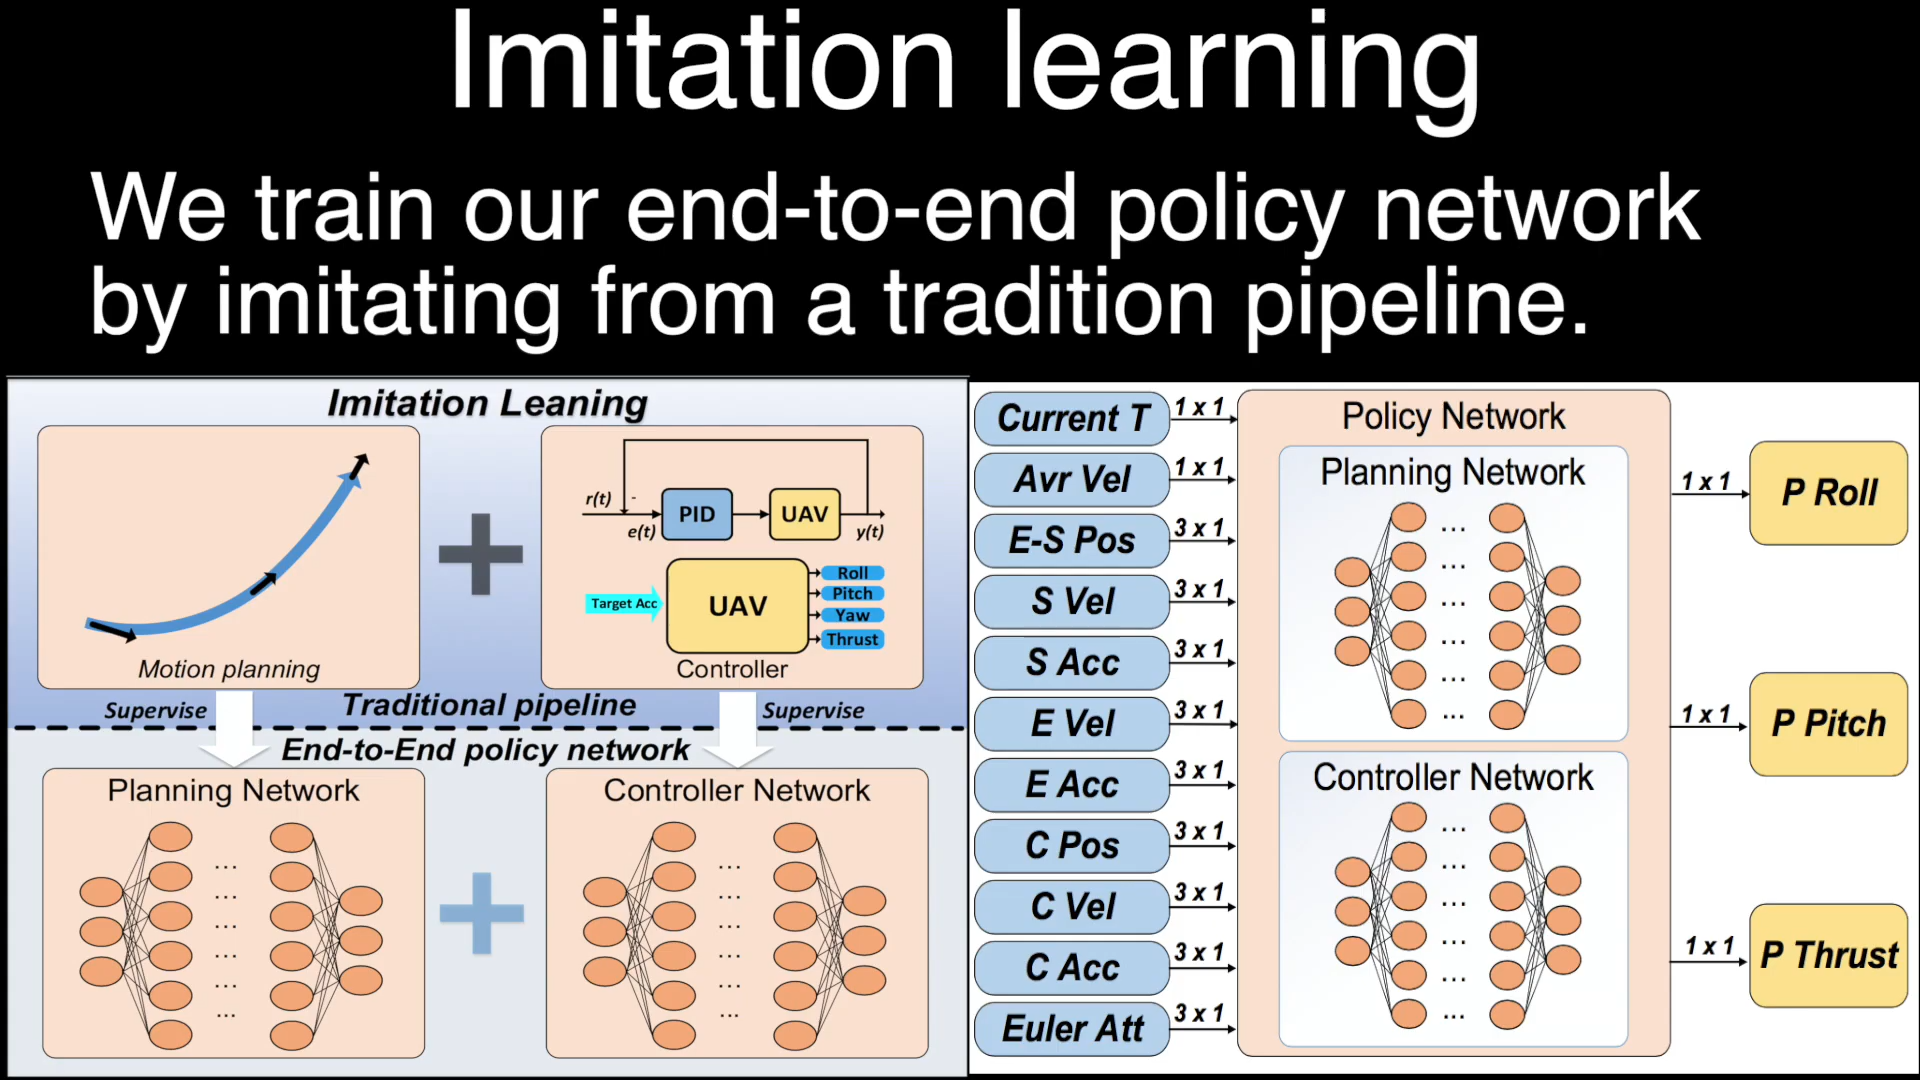 Imitation learning
We train our end-to-end policy network
by imitating from a tradition pipeline.
Imitation Leaning
Motion planning
r(t)
-
e(t)
PID
UAV
y(t)
Target Acc
UAV
Roll
Pitch
Yaw
Thrust
Controller
Supervise
Traditional pipeline
Supervise
End-to-End policy network
Planning Network
...
...
...
...
...
...
Controller Network
...
...
...
...
...
...
Current T
1 x 1
Avr Vel
1 x 1
E-S Pos
3 x 1
S Vel
3 x 1
S Acc
3 x 1
E Vel
3 x 1
E Acc
3 x 1
C Pos
3 x 1
C Vel
3 x 1
C Acc
3 x 1
Euler Att
3 x 1
Policy Network
Planning Network
...
...
...
...
...
...
Controller Network
...
...
...
...
...
...
1 x 1
P Roll
1 x 1
P Pitch
1 x 1
P Thrust